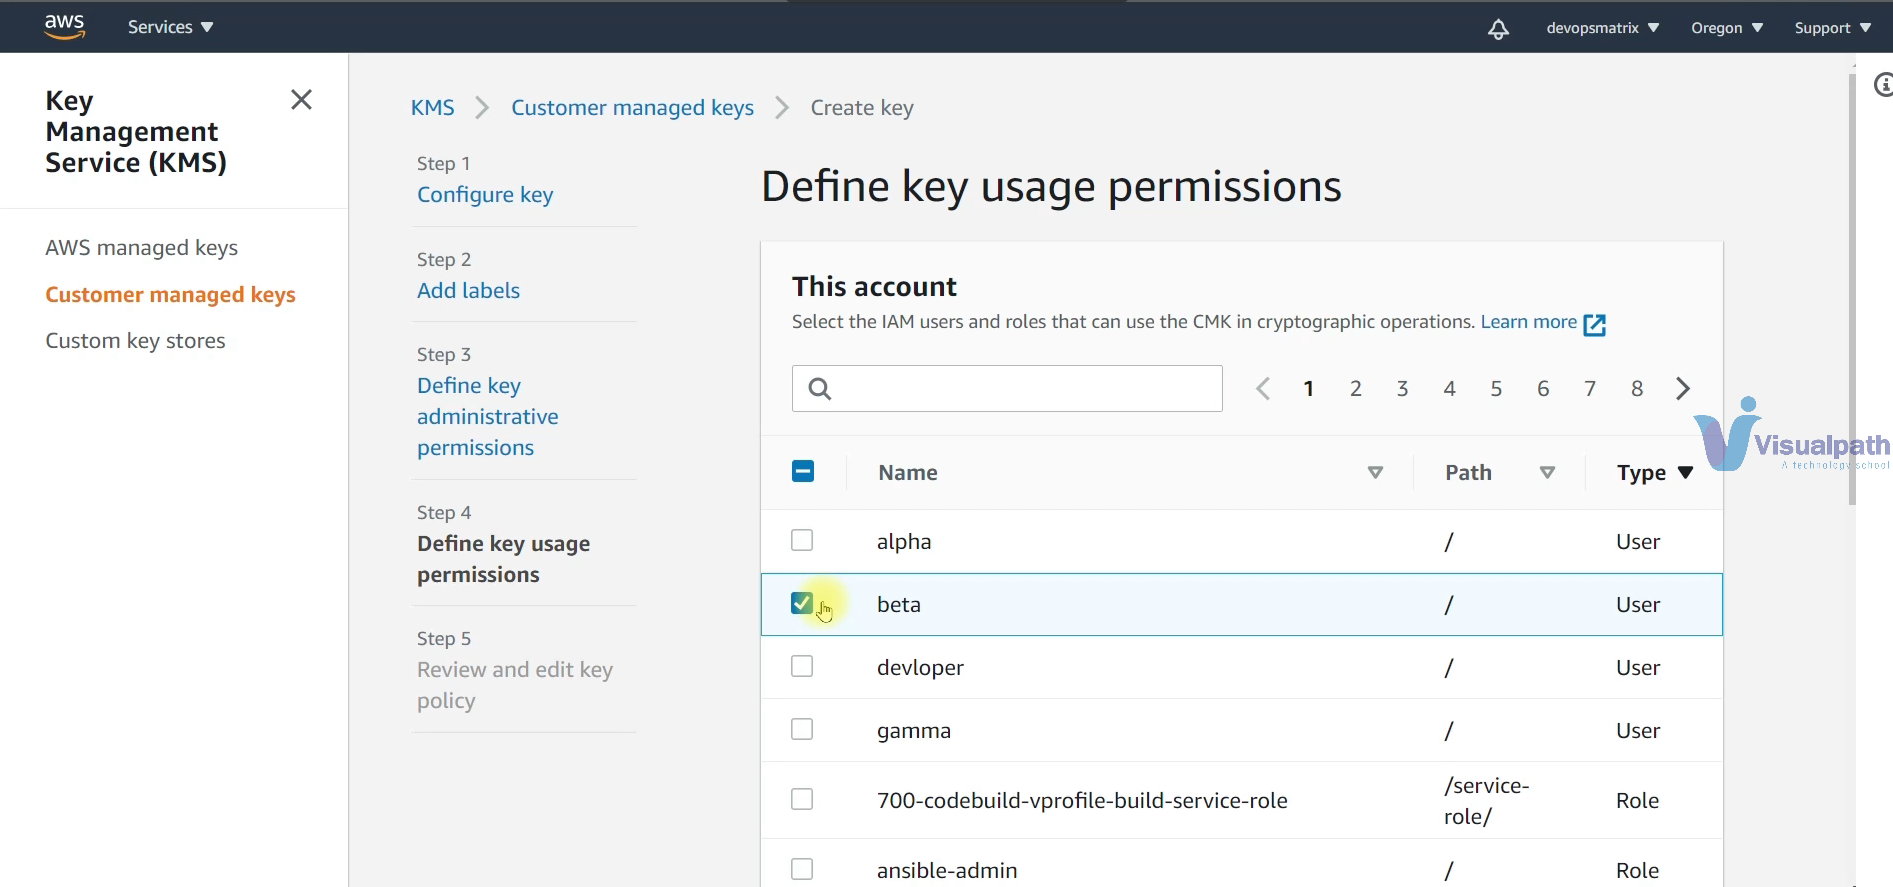 aws
Services
devopsmatrix
Oregon
Support
Key
Management
Service (KMS)
AWS managed keys
Customer managed keys
Custom key stores
KMS
Customer managed keys
Create key
Step 1
Configure key
Step 2
Add labels
Step 3
Define key
administrative
permissions
Step 4
Define key usage
permissions
Step 5
Review and edit key
policy
Define key usage permissions
This account
Select the IAM users and roles that can use the CMK in cryptographic operations. Learn more
1 2 3 4 5 6 7 8
Visualpath
A technology school
Name Path Type
alpha / User
beta / User
devloper / User
gamma / User
700-codebuild-vprofile-build-service-role /service-
role/ Role
ansible-admin / Role